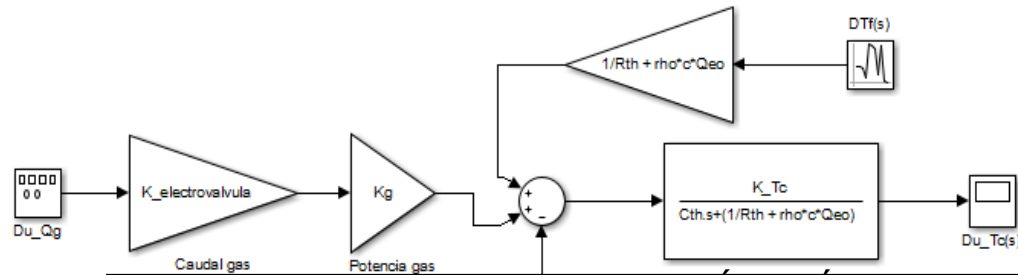 DTf(s)
1/Rth + rho*c*Qeo
K_electrovalvula
Kg
+
+
−
K_Tc
Cth.s+(1/Rth + rho*c*Qeo)
Du_Qg
Du_Tc(s)
Caudal gas
Potencia gas